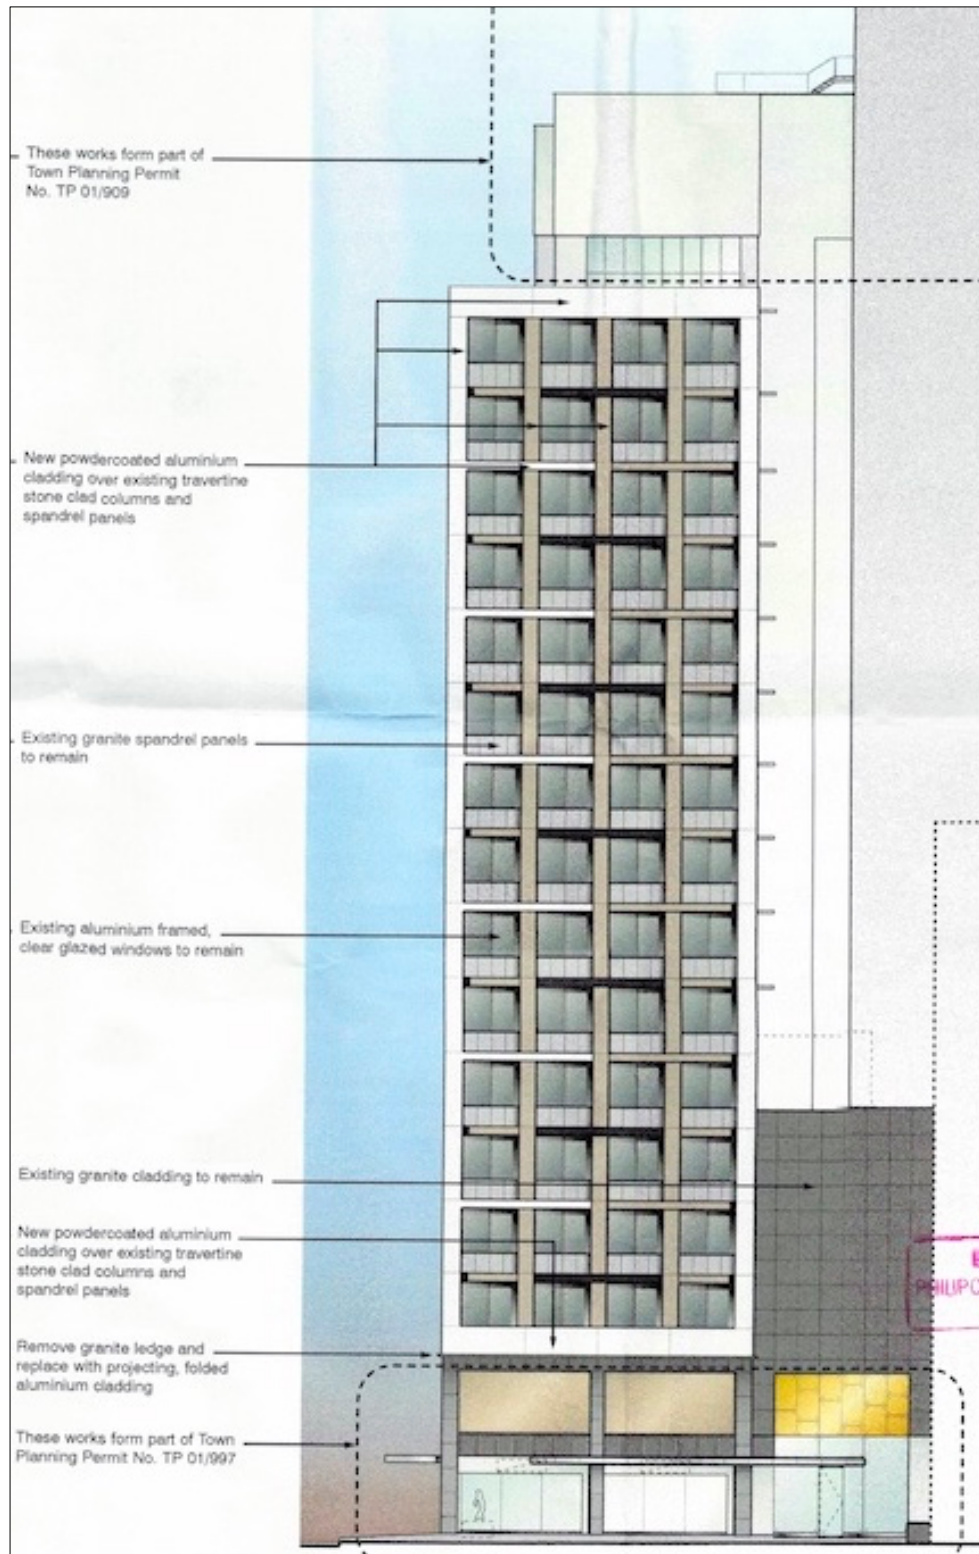 These works form part of
Town Planning Permit
No. TP 01/909
New powdercoated aluminium
cladding over existing travertine
stone clad columns and
spandrel panels
Existing granite spandrel panels
to remain
Existing aluminium framed,
clear glazed windows to remain
Existing granite cladding to remain
New powdercoated aluminium
cladding over existing travertine
stone clad columns and
spandrel panels
Remove granite ledge and
replace with projecting, folded
aluminium cladding
These works form part of Town
Planning Permit No. TP 01/997